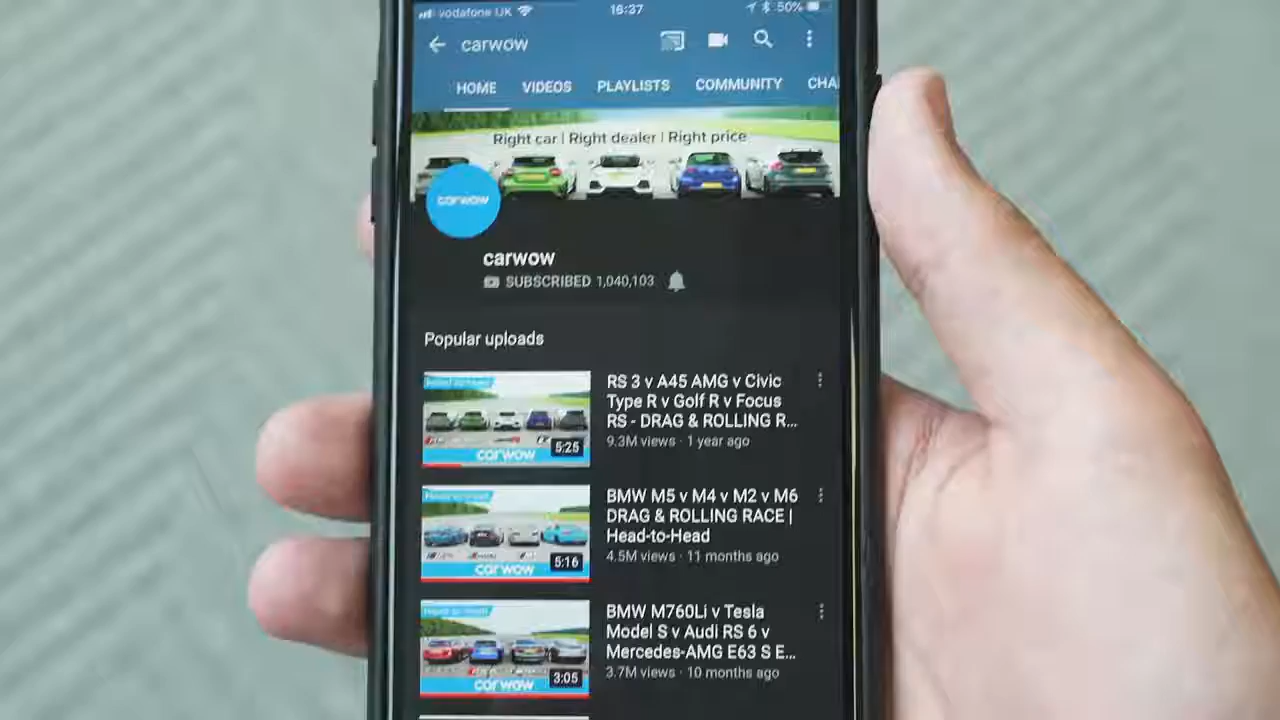 vodafone UK 16:37 50%
carwow
HOME VIDEOS PLAYLISTS COMMUNITY CHA
Right car | Right dealer | Right price
carwow
carwow
SUBSCRIBED 1,040,103
Popular uploads
RS 3 v A45 AMG v Civic
Type R v Golf R v Focus
RS - DRAG & ROLLING R...
9.3M views · 1 year ago
carwow
5:25
BMW M5 v M4 v M2 v M6
DRAG & ROLLING RACE |
Head-to-Head
4.5M views · 11 months ago
carwow
5:16
BMW M760Li v Tesla
Model S v Audi RS 6 v
Mercedes-AMG E63 S E...
3.7M views · 10 months ago
carwow
3:05